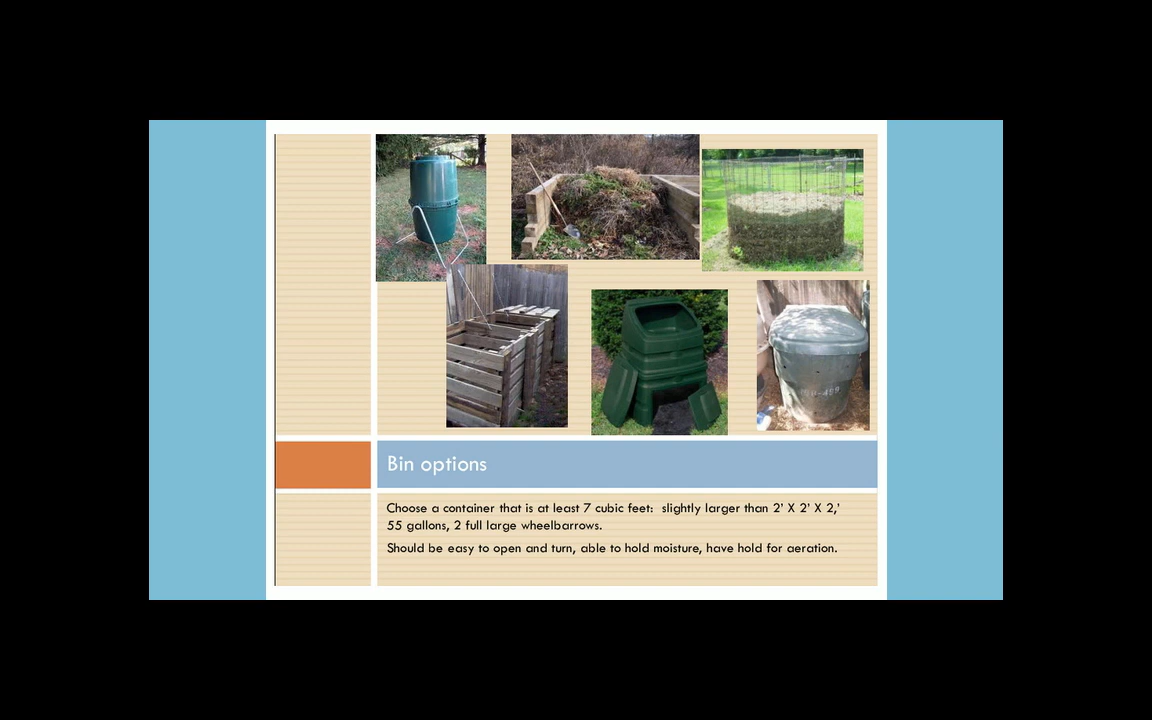 Bin options
Choose a container that is at least 7 cubic feet:  slightly larger than 2' X 2' X 2,'
55 gallons, 2 full large wheelbarrows.
Should be easy to open and turn, able to hold moisture, have hold for aeration.